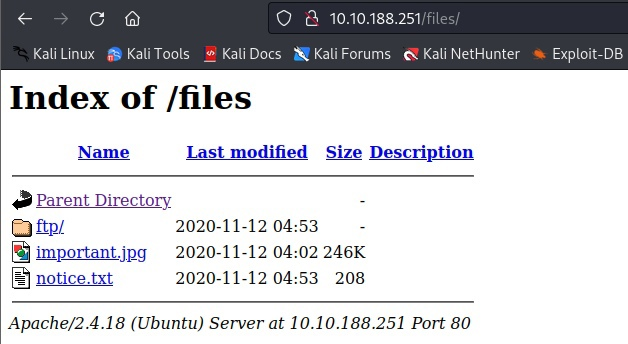 10.10.188.251/files/
Kali Linux Kali Tools Kali Docs Kali Forums Kali NetHunter Exploit-DB
Index of /files
Name Last modified Size Description
Parent Directory -
ftp/ 2020-11-12 04:53 -
important.jpg 2020-11-12 04:02 246K
notice.txt 2020-11-12 04:53 208
Apache/2.4.18 (Ubuntu) Server at 10.10.188.251 Port 80